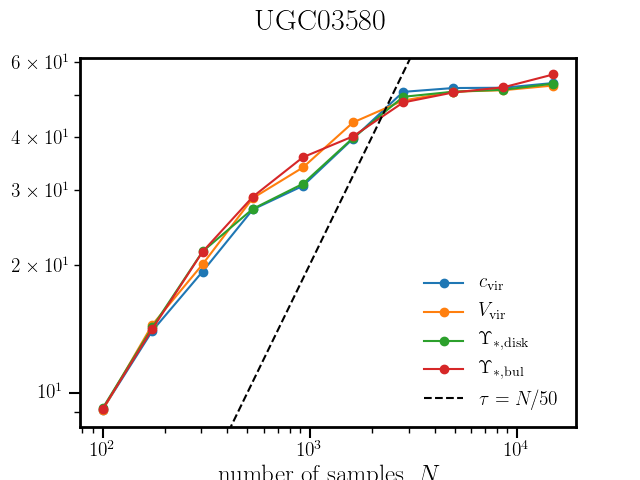 UGC03580
6 × 10¹
4 × 10¹
3 × 10¹
2 × 10¹
10¹
c_vir
V_vir
Υ_*,disk
Υ_*,bul
τ = N/50
10² 10³ 10⁴
number of samples, N